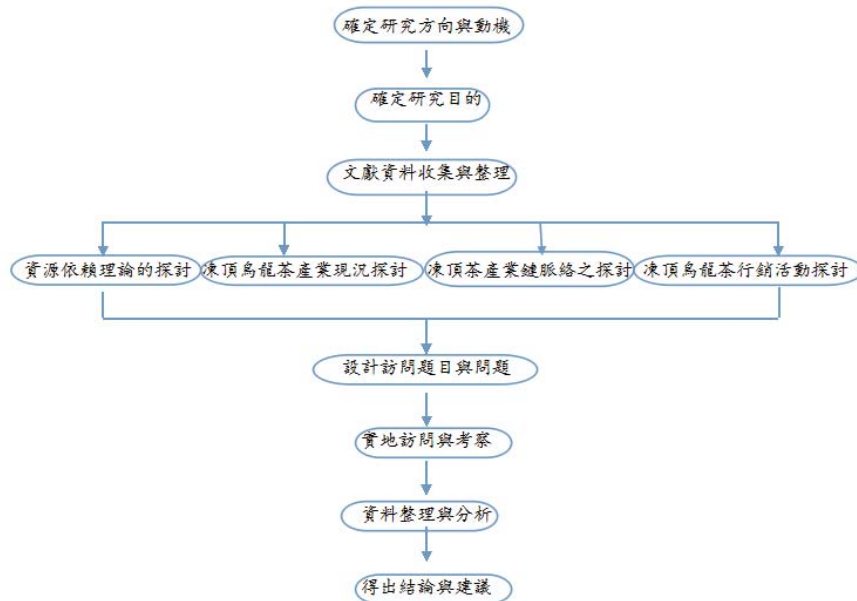 確定研究方向與動機
確定研究目的
文獻資料收集與整理
資源依賴理論的探討
凍頂烏龍茶產業現況探討
凍頂茶產業鏈脈絡之探討
凍頂烏龍茶行銷活動探討
設計訪問題目與問題
實地訪問與考察
資料整理與分析
得出結論與建議